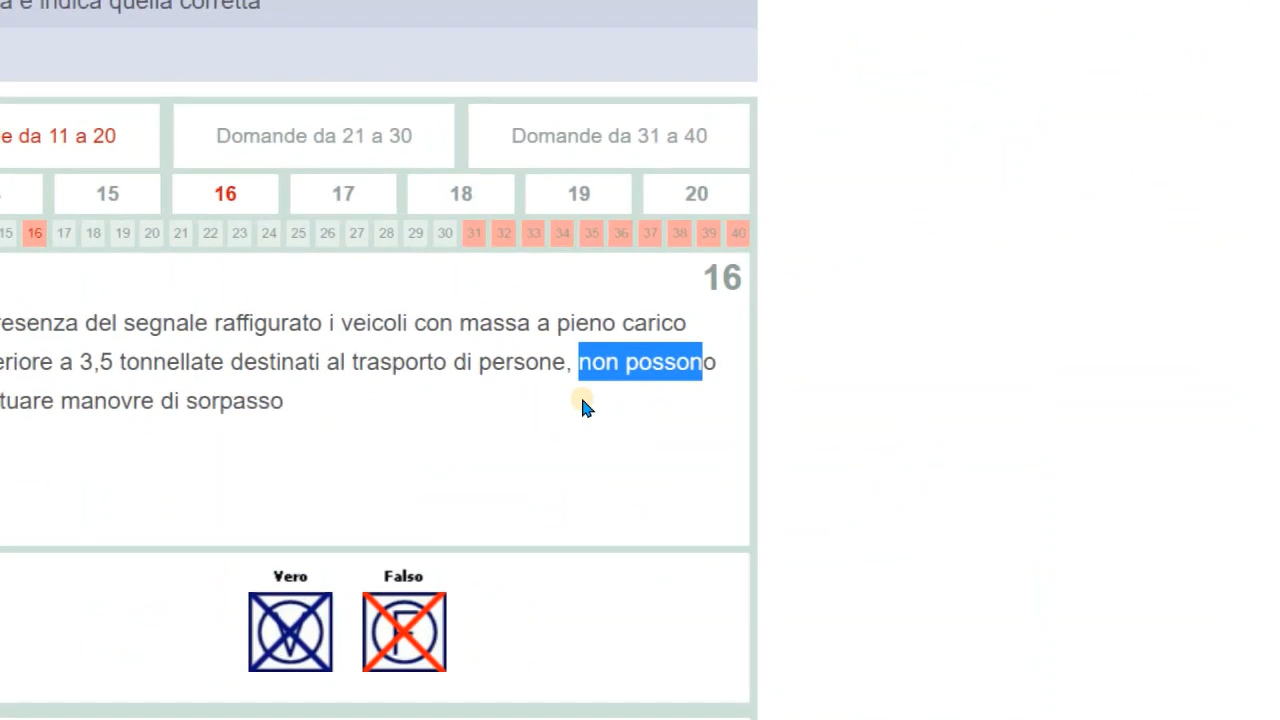 a e indica quella corretta
e da 11 a 20 Domande da 21 a 30 Domande da 31 a 40
15 16 17 18 19 20
15 16 17 18 19 20 21 22 23 24 25 26 27 28 29 30 31 32 33 34 35 36 37 38 39 40
16
resenza del segnale raffigurato i veicoli con massa a pieno carico
eriore a 3,5 tonnellate destinati al trasporto di persone, non possono
tuare manovre di sorpasso
Vero Falso
V F